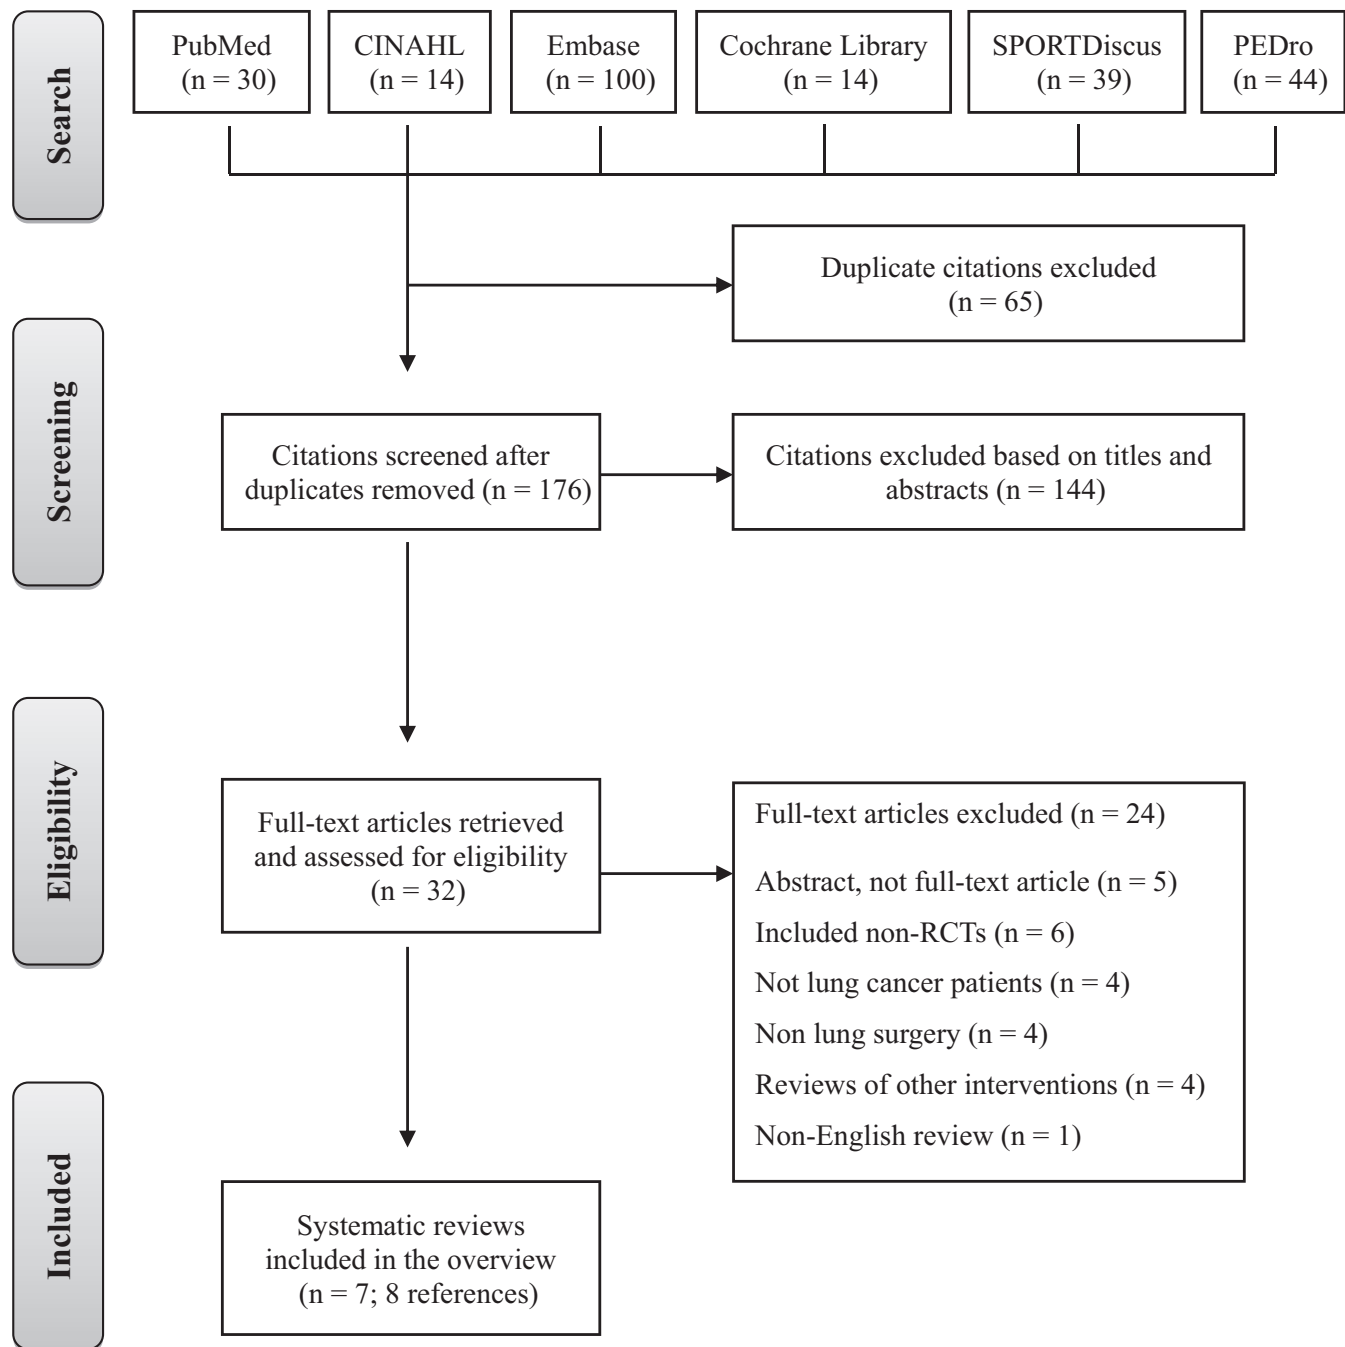 Search
PubMed
(n = 30)
CINAHL
(n = 14)
Embase
(n = 100)
Cochrane Library
(n = 14)
SPORTDiscus
(n = 39)
PEDro
(n = 44)
Duplicate citations excluded
(n = 65)
Screening
Citations screened after
duplicates removed (n = 176)
Citations excluded based on titles and
abstracts (n = 144)
Eligibility
Full-text articles retrieved
and assessed for eligibility
(n = 32)
Full-text articles excluded (n = 24)
Abstract, not full-text article (n = 5)
Included non-RCTs (n = 6)
Not lung cancer patients (n = 4)
Non lung surgery (n = 4)
Reviews of other interventions (n = 4)
Non-English review (n = 1)
Included
Systematic reviews
included in the overview
(n = 7; 8 references)